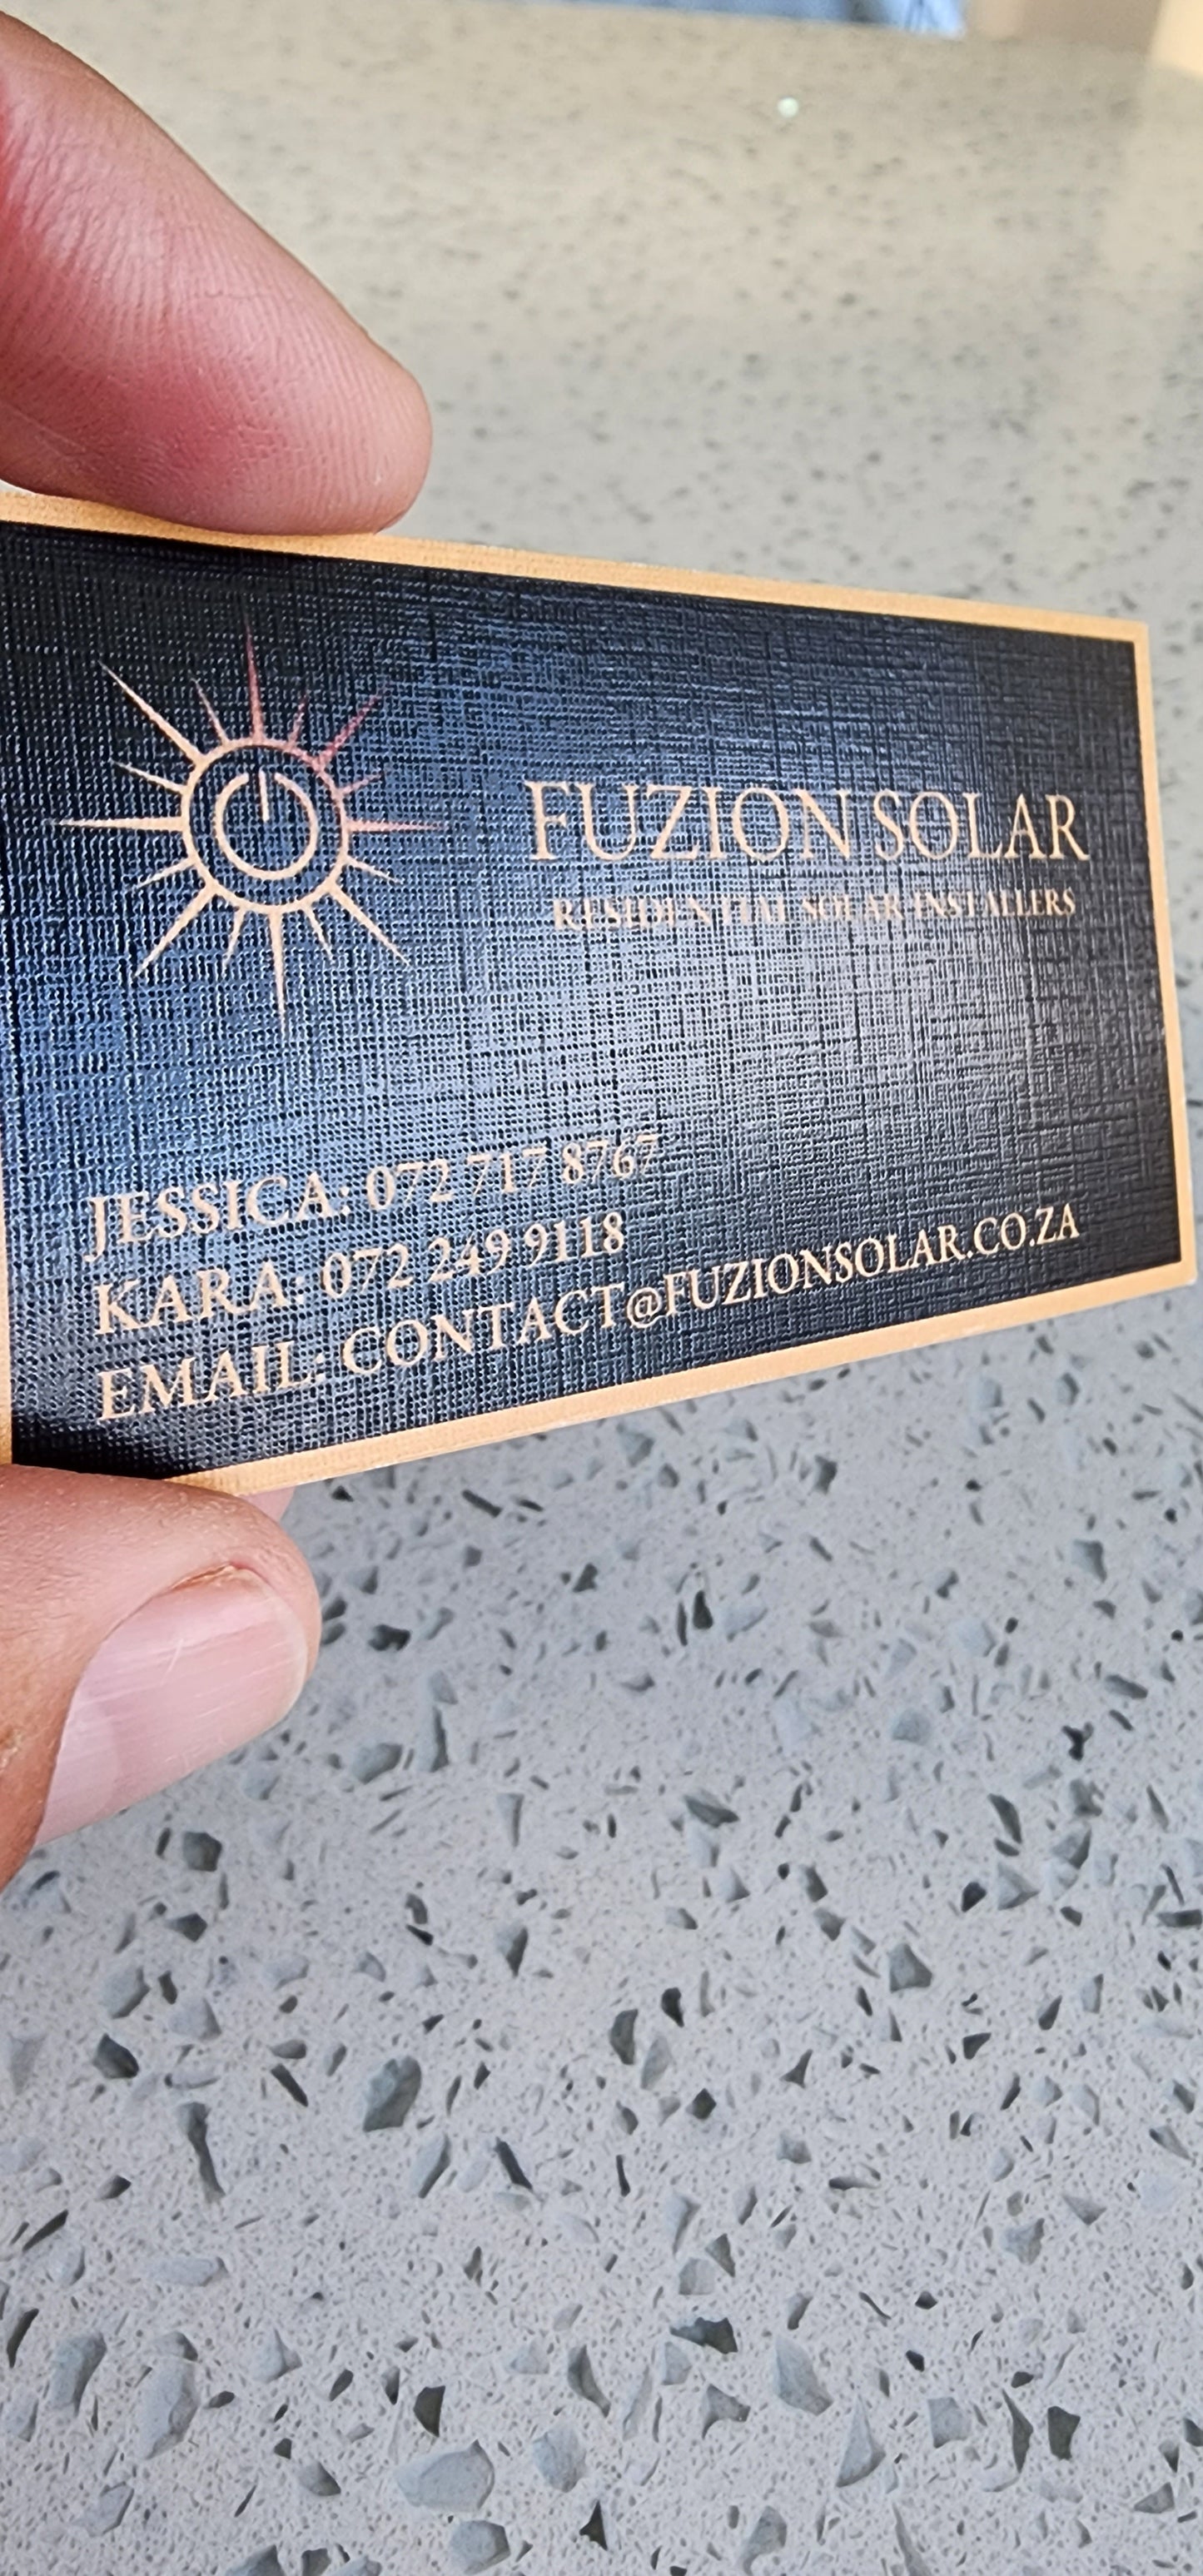 FUZION SOLAR
RESIDENTIAL SOLAR INSTALLERS
JESSICA: 072 717 8767
KARA: 072 249 9118
EMAIL: CONTACT@FUZIONSOLAR.CO.ZA